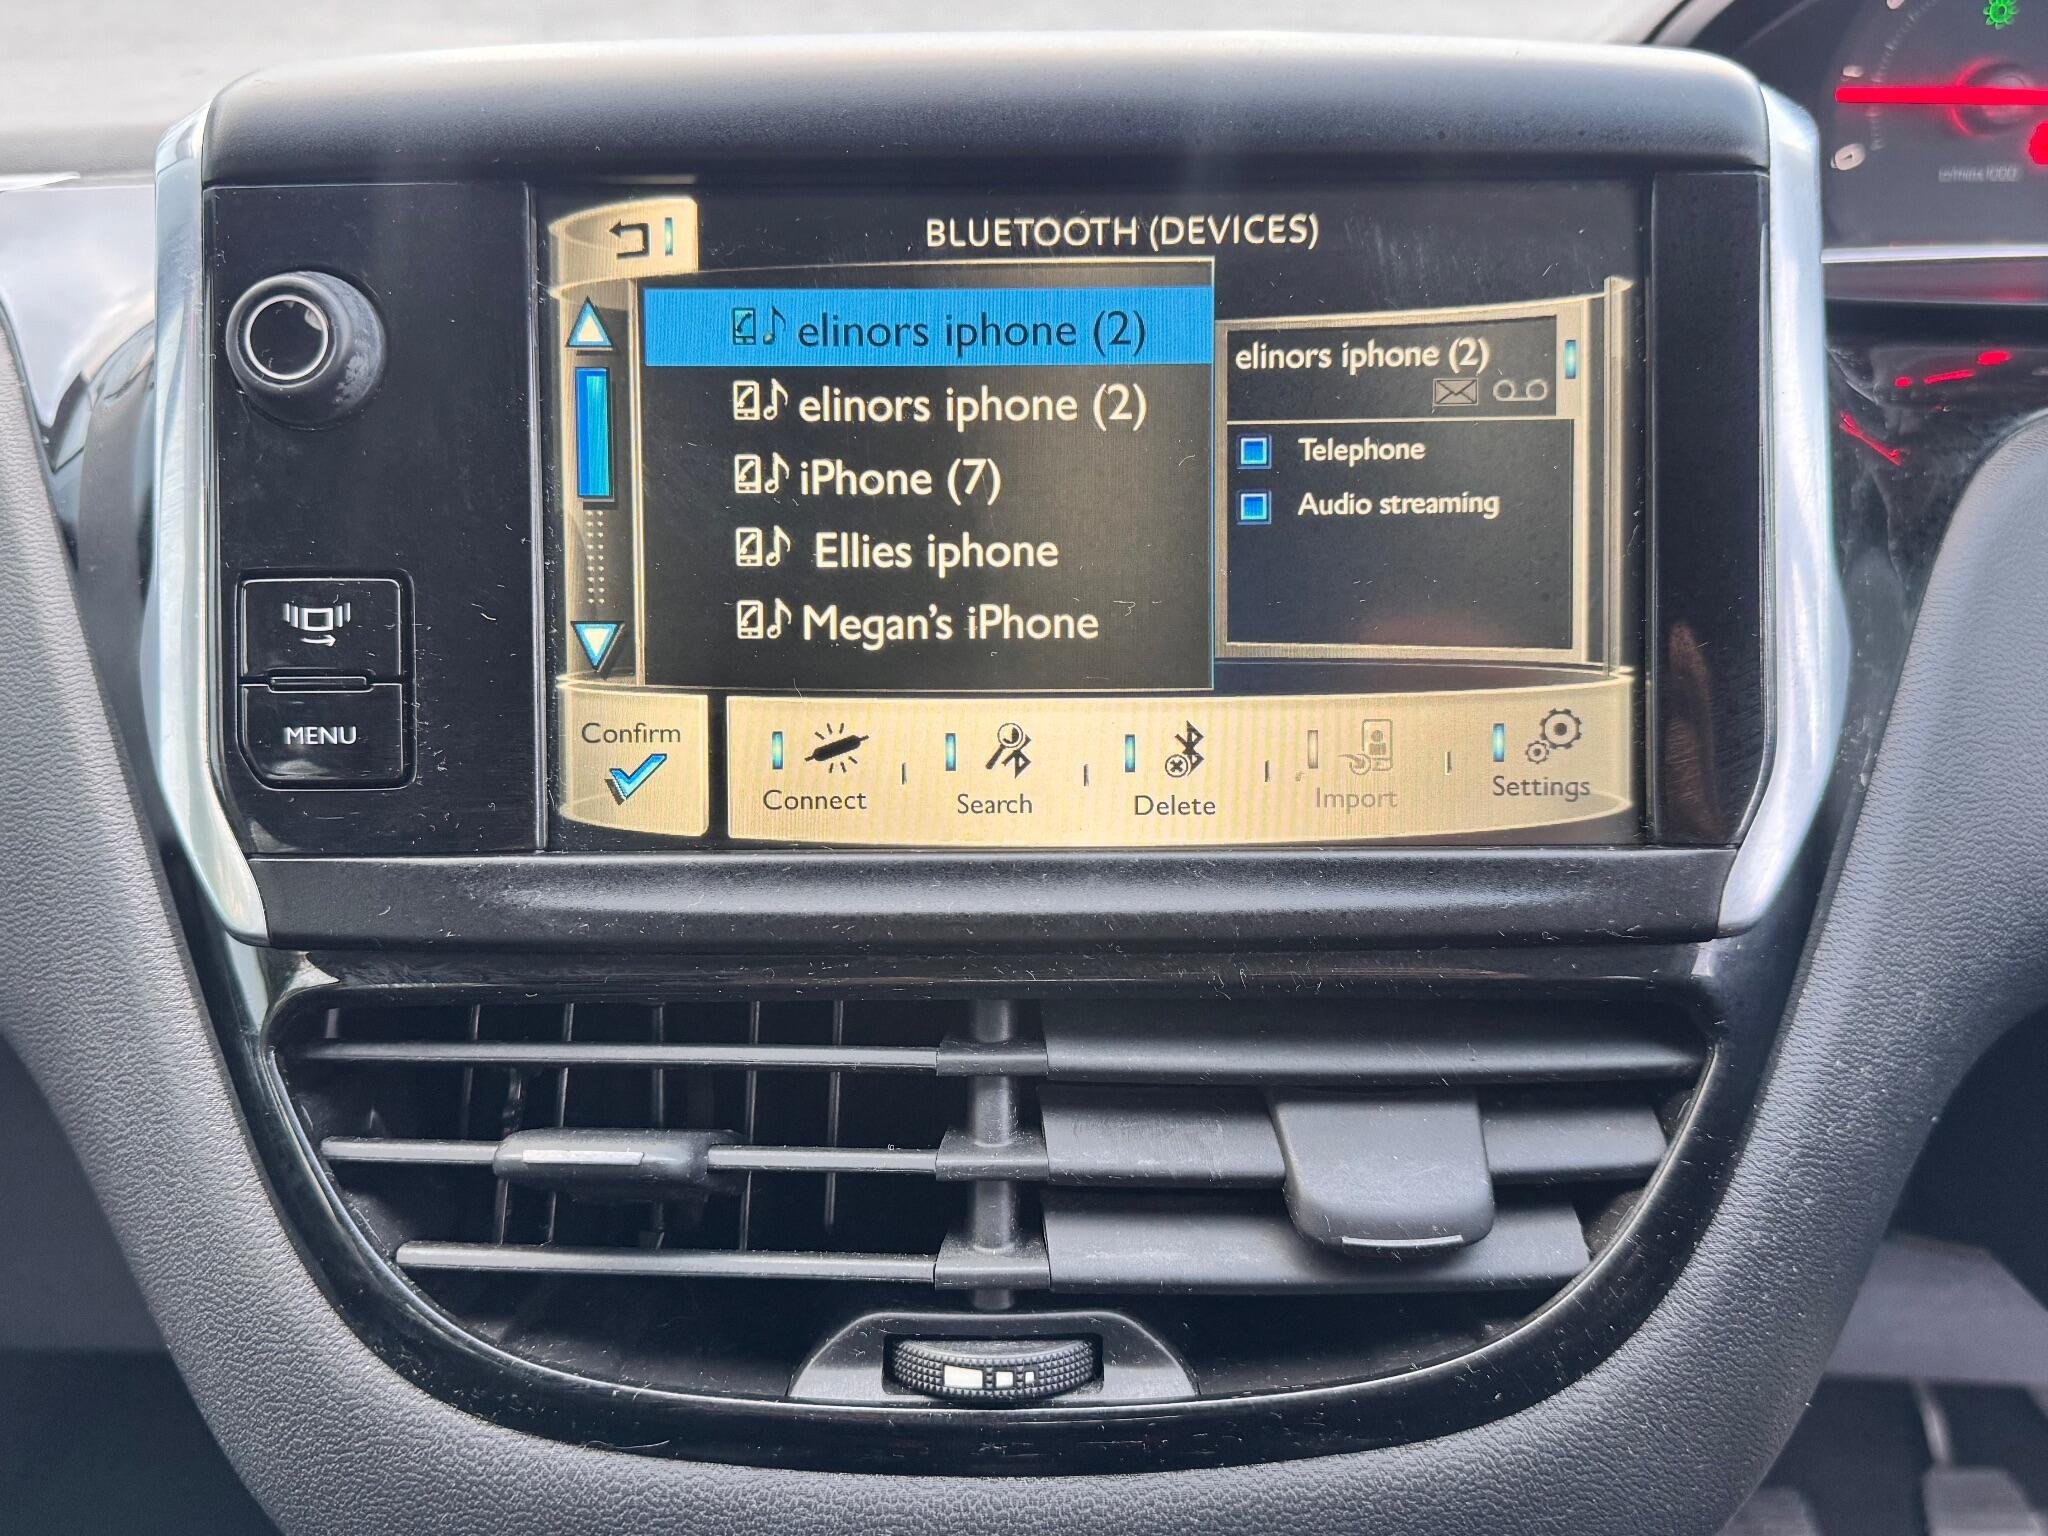 BLUETOOTH (DEVICES)
elinors iphone (2)
elinors iphone (2)
iPhone (7)
Ellies iphone
Megan's iPhone
elinors iphone (2)
Telephone
Audio streaming
MENU
Confirm
Connect
Search
Delete
Import
Settings